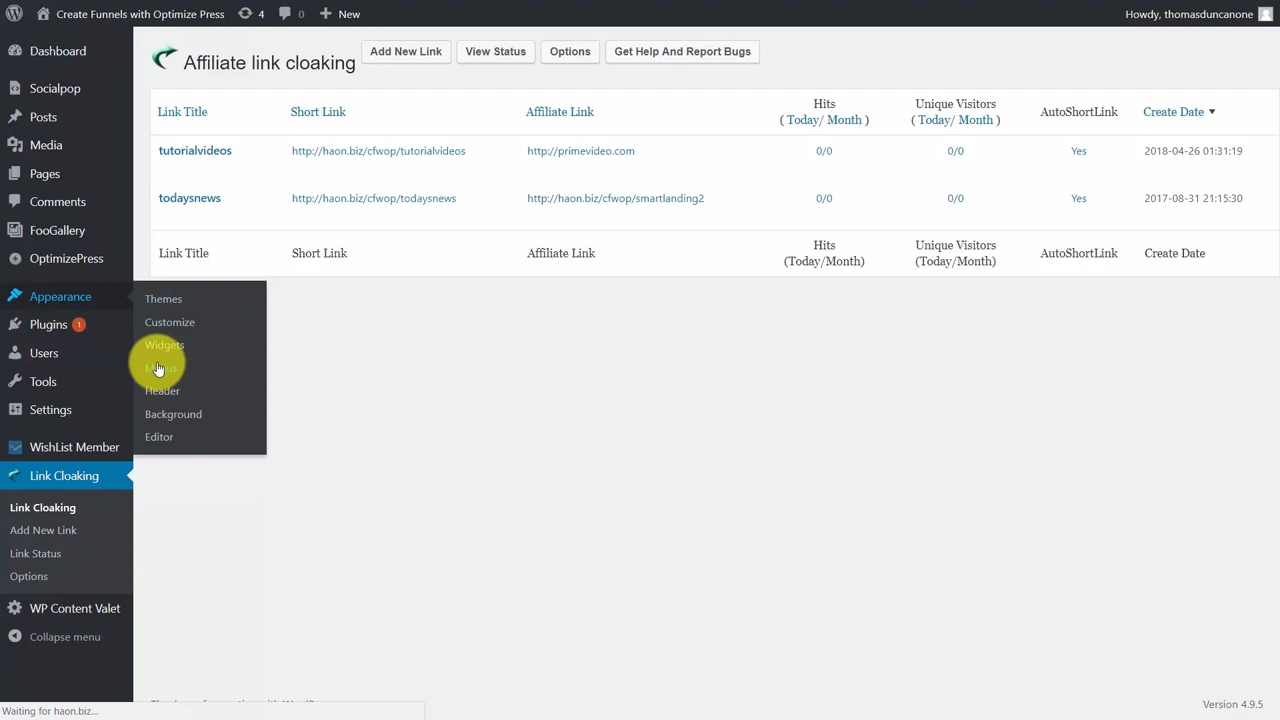 Create Funnels with Optimize Press 4 0 New Howdy, thomasduncanone
Dashboard
Socialpop
Posts
Media
Pages
Comments
FooGallery
OptimizePress
Appearance
Plugins 1
Users
Tools
Settings
WishList Member
Link Cloaking
Link Cloaking
Add New Link
Link Status
Options
WP Content Valet
Collapse menu
Themes
Customize
Widgets
Header
Background
Editor
Affiliate link cloaking Add New Link View Status Options Get Help And Report Bugs
Link Title Short Link Affiliate Link Hits ( Today/ Month ) Unique Visitors ( Today/ Month ) AutoShortLink Create Date
tutorialvideos http://haon.biz/cfwop/tutorialvideos http://primevideo.com 0/0 0/0 Yes 2018-04-26 01:31:19
todaysnews http://haon.biz/cfwop/todaysnews http://haon.biz/cfwop/smartlanding2 0/0 0/0 Yes 2017-08-31 21:15:30
Link Title Short Link Affiliate Link Hits (Today/Month) Unique Visitors (Today/Month) AutoShortLink Create Date
Version 4.9.5
Waiting for haon.biz...